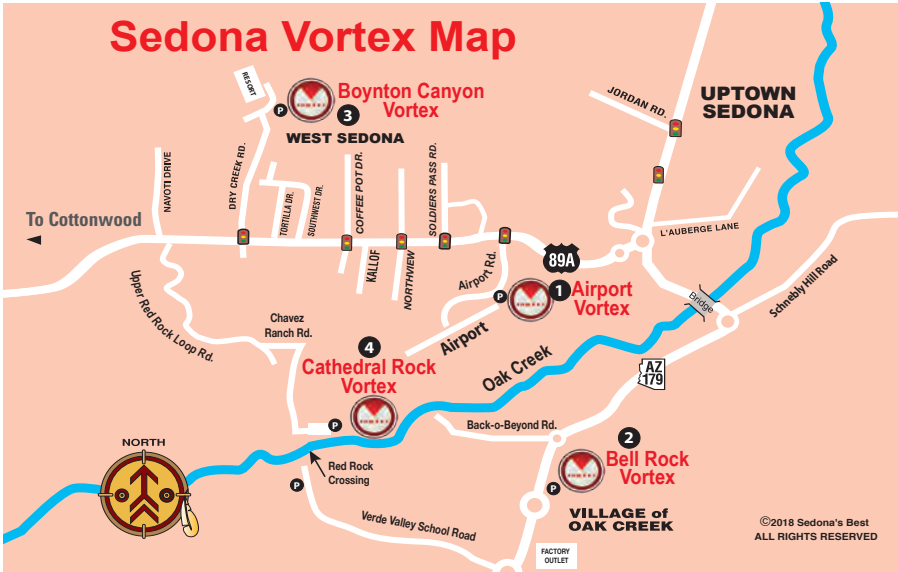 Sedona Vortex Map
RESORT
P
3
Boynton Canyon
Vortex
WEST SEDONA
JORDAN RD.
UPTOWN
SEDONA
NAVOTI DRIVE
DRY CREEK RD.
TORTILLA DR.
SOUTHWEST DR.
COFFEE POT DR.
KALLOF
NORTHVIEW
SOLDIERS PASS RD.
To Cottonwood
L'AUBERGE LANE
89A
Airport Rd.
P
1
Airport
Vortex
Airport
Bridge
Schnebly Hill Road
Upper Red Rock Loop Rd.
Chavez
Ranch Rd.
4
Cathedral Rock
Vortex
P
Oak Creek
AZ
179
Back-o-Beyond Rd.
2
Bell Rock
Vortex
P
NORTH
Red Rock
Crossing
P
Verde Valley School Road
VILLAGE of
OAK CREEK
FACTORY
OUTLET
©2018 Sedona's Best
ALL RIGHTS RESERVED